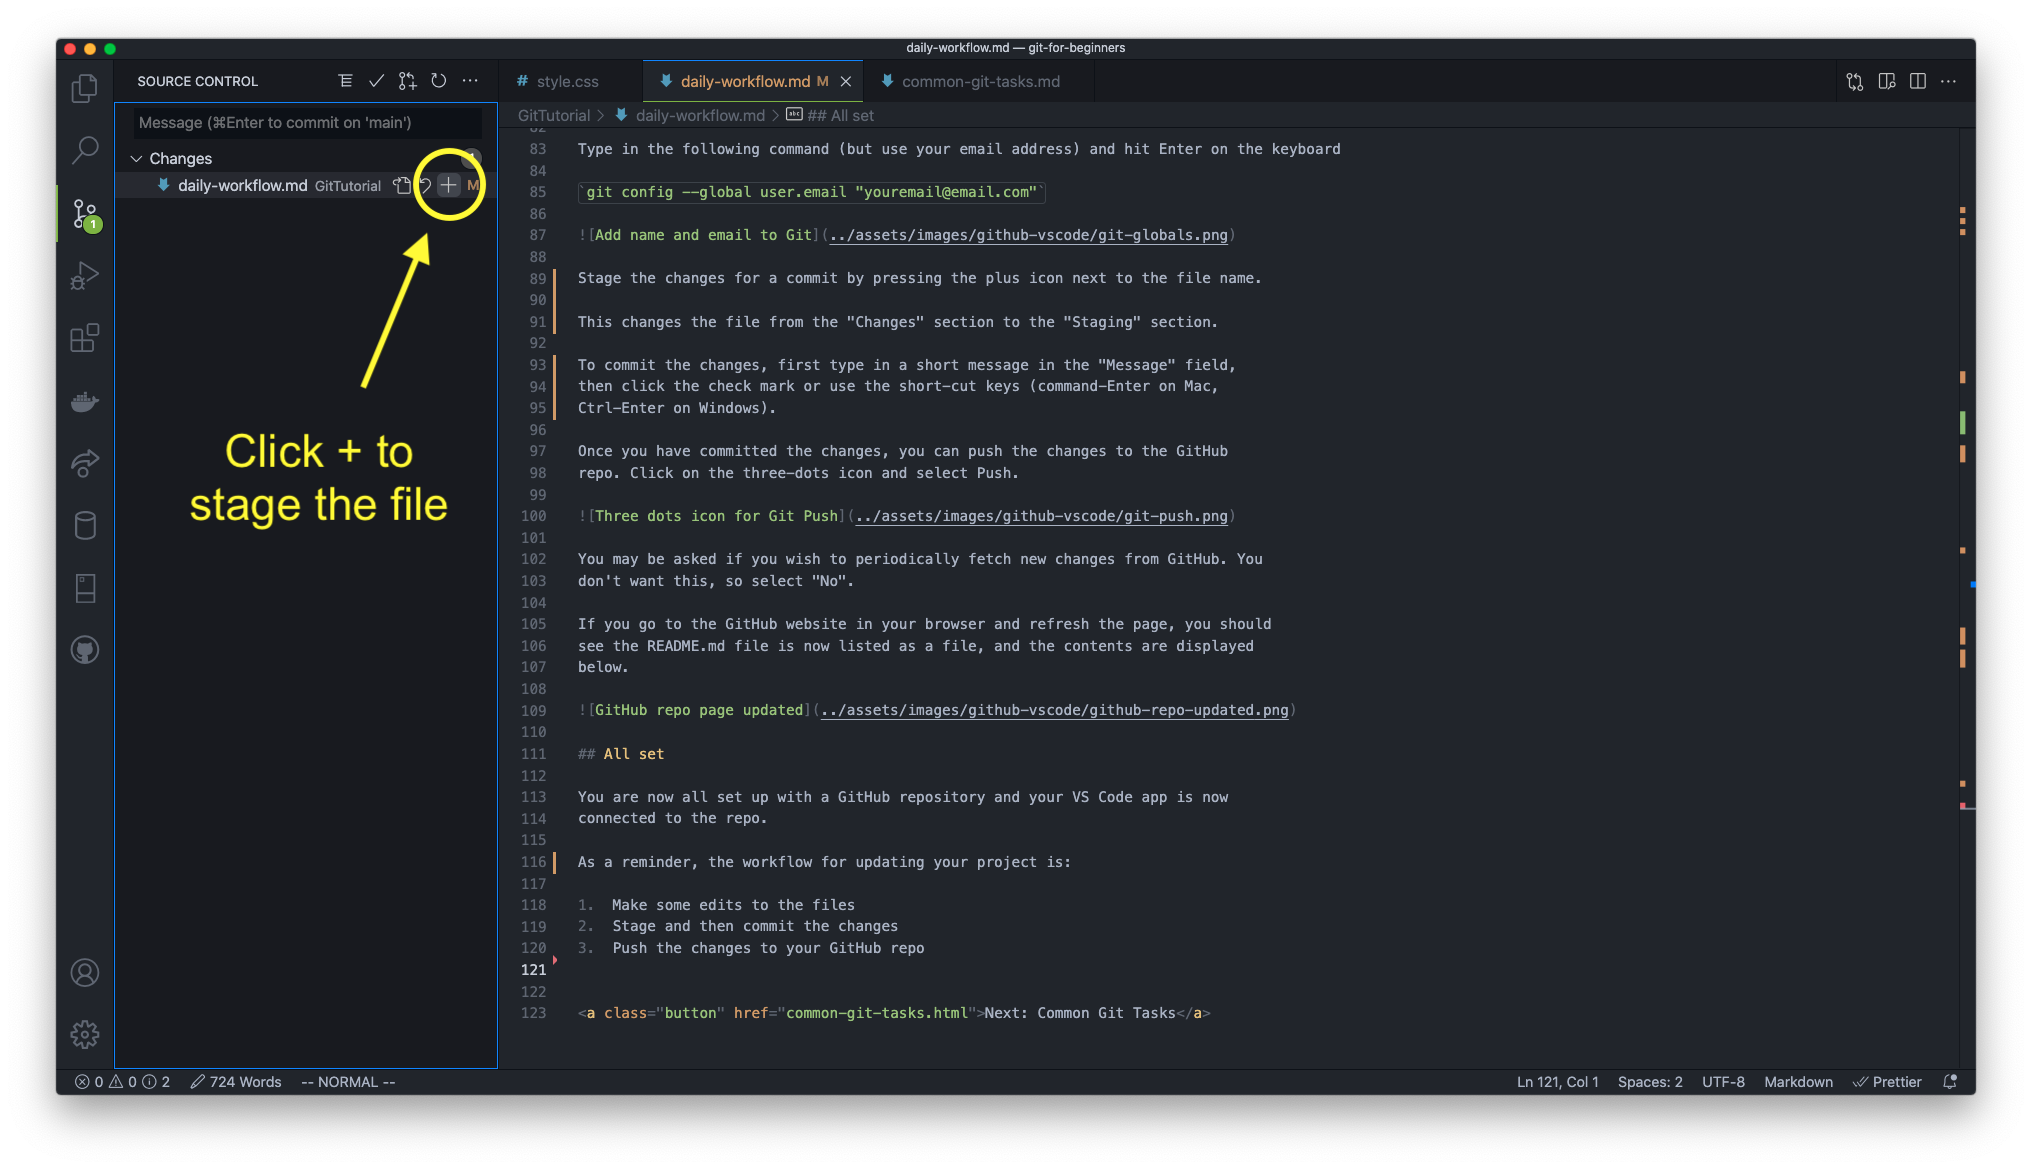 daily-workflow.md — git-for-beginners
SOURCE CONTROL
# style.css
daily-workflow.md M
common-git-tasks.md
Message (⌘Enter to commit on 'main')
GitTutorial > daily-workflow.md > ## All set
Changes
daily-workflow.md GitTutorial M
1
Click + to
stage the file
82
83 Type in the following command (but use your email address) and hit Enter on the keyboard
84
85 `git config --global user.email "youremail@email.com"`
86
87 ![Add name and email to Git](../assets/images/github-vscode/git-globals.png)
88
89 Stage the changes for a commit by pressing the plus icon next to the file name.
90
91 This changes the file from the "Changes" section to the "Staging" section.
92
93 To commit the changes, first type in a short message in the "Message" field,
94 then click the check mark or use the short-cut keys (command-Enter on Mac,
95 Ctrl-Enter on Windows).
96
97 Once you have committed the changes, you can push the changes to the GitHub
98 repo. Click on the three-dots icon and select Push.
99
100 ![Three dots icon for Git Push](../assets/images/github-vscode/git-push.png)
101
102 You may be asked if you wish to periodically fetch new changes from GitHub. You
103 don't want this, so select "No".
104
105 If you go to the GitHub website in your browser and refresh the page, you should
106 see the README.md file is now listed as a file, and the contents are displayed
107 below.
108
109 ![GitHub repo page updated](../assets/images/github-vscode/github-repo-updated.png)
110
111 ## All set
112
113 You are now all set up with a GitHub repository and your VS Code app is now
114 connected to the repo.
115
116 As a reminder, the workflow for updating your project is:
117
118 1. Make some edits to the files
119 2. Stage and then commit the changes
120 3. Push the changes to your GitHub repo
121
122
123 <a class="button" href="common-git-tasks.html">Next: Common Git Tasks</a>
0 0 2 724 Words -- NORMAL --
Ln 121, Col 1 Spaces: 2 UTF-8 Markdown Prettier